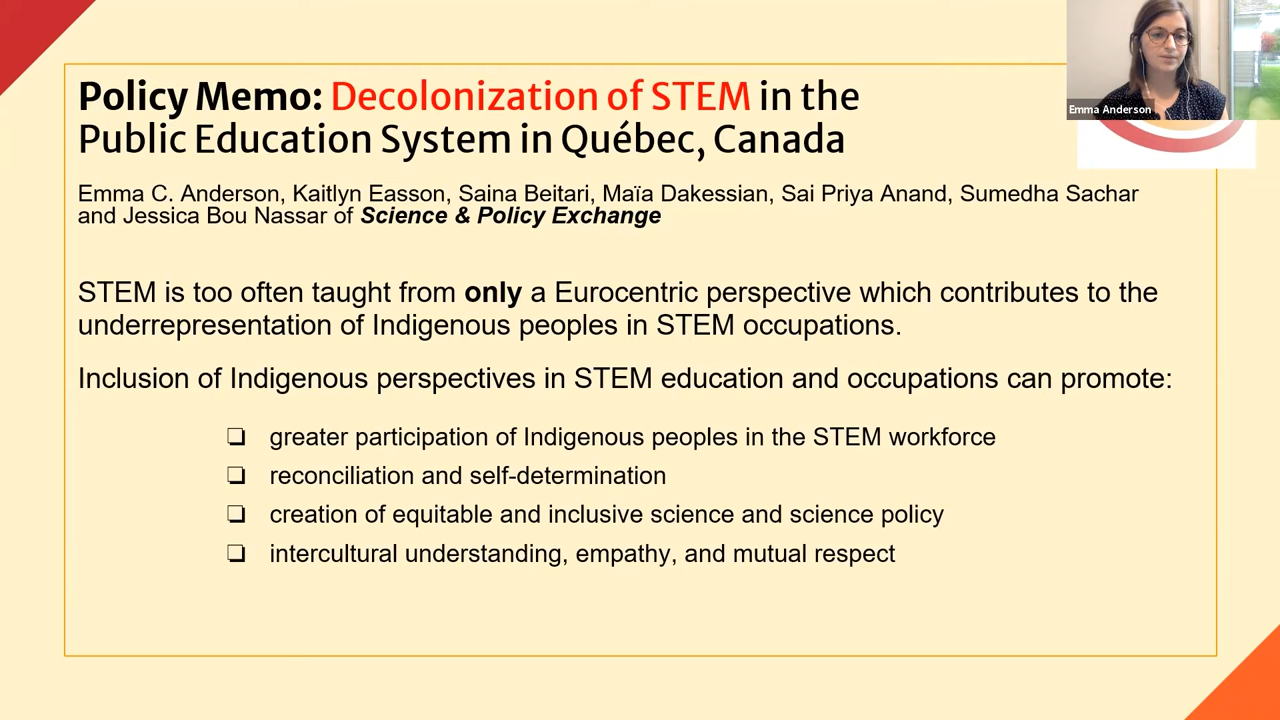 Policy Memo: Decolonization of STEM in the
Public Education System in Québec, Canada
Emma Anderson
Emma C. Anderson, Kaitlyn Easson, Saina Beitari, Maïa Dakessian, Sai Priya Anand, Sumedha Sachar
and Jessica Bou Nassar of Science & Policy Exchange
STEM is too often taught from only a Eurocentric perspective which contributes to the
underrepresentation of Indigenous peoples in STEM occupations.
Inclusion of Indigenous perspectives in STEM education and occupations can promote:
❏ greater participation of Indigenous peoples in the STEM workforce
❏ reconciliation and self-determination
❏ creation of equitable and inclusive science and science policy
❏ intercultural understanding, empathy, and mutual respect